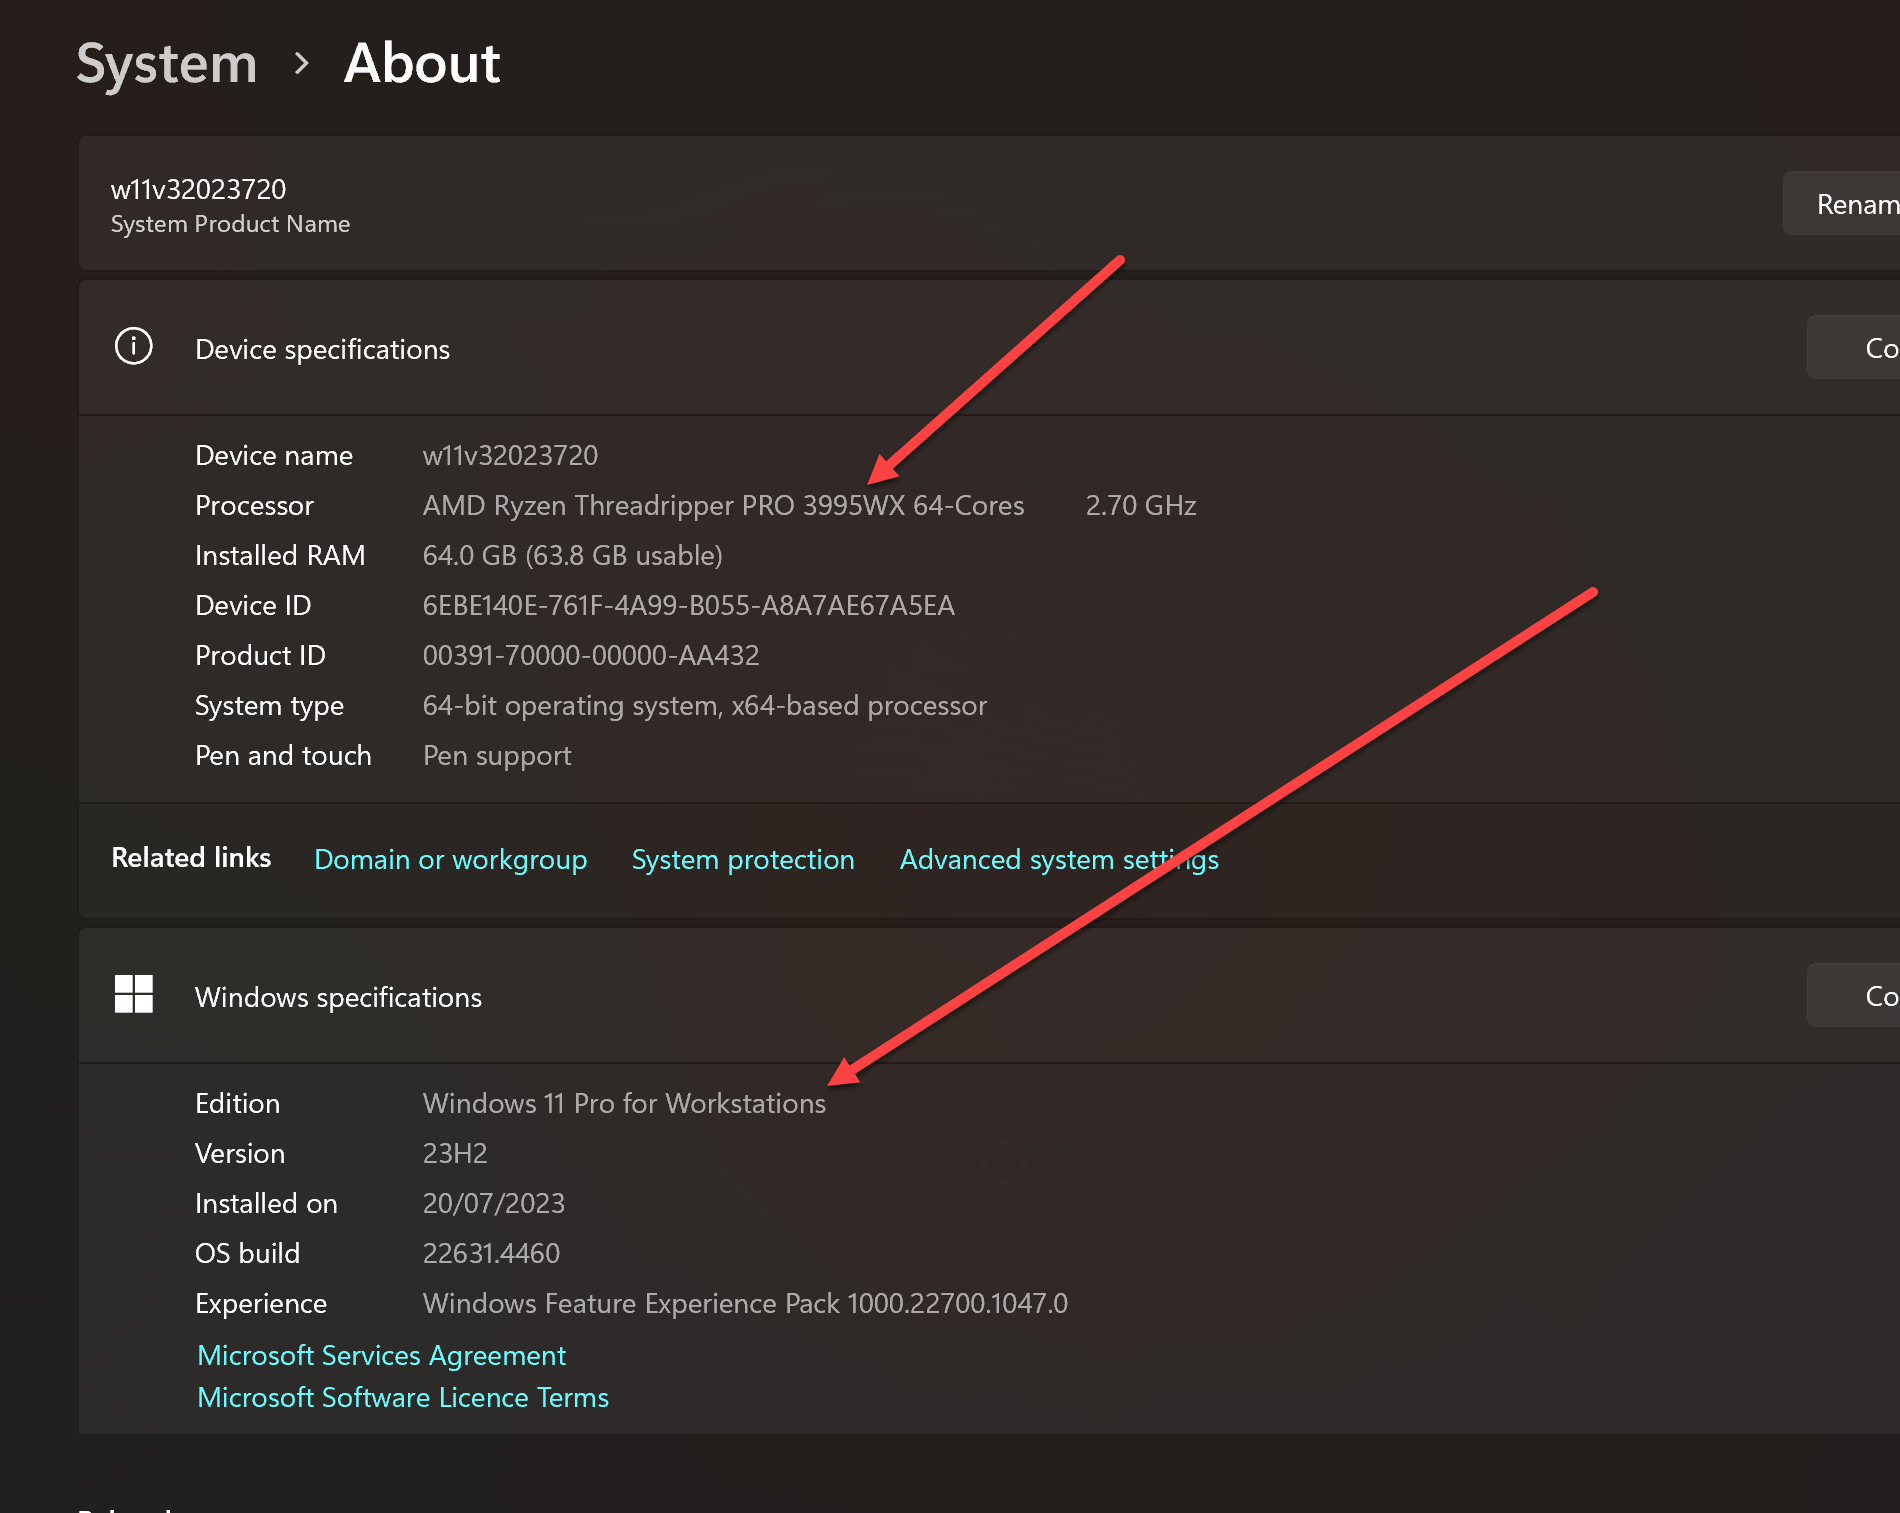 System > About
w11v32023720
System Product Name
Renam
Device specifications
Co
Device name w11v32023720
Processor AMD Ryzen Threadripper PRO 3995WX 64-Cores 2.70 GHz
Installed RAM 64.0 GB (63.8 GB usable)
Device ID 6EBE140E-761F-4A99-B055-A8A7AE67A5EA
Product ID 00391-70000-00000-AA432
System type 64-bit operating system, x64-based processor
Pen and touch Pen support
Related links Domain or workgroup System protection Advanced system settings
Windows specifications
Co
Edition Windows 11 Pro for Workstations
Version 23H2
Installed on 20/07/2023
OS build 22631.4460
Experience Windows Feature Experience Pack 1000.22700.1047.0
Microsoft Services Agreement
Microsoft Software Licence Terms